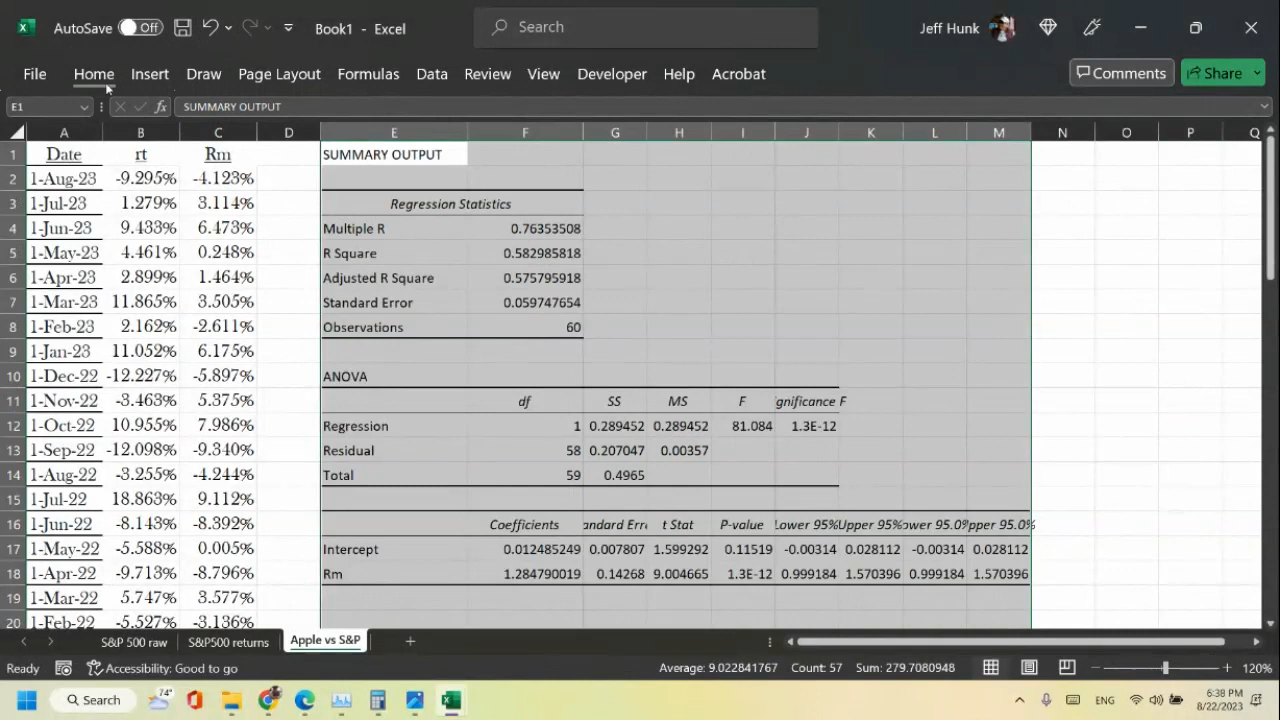 AutoSave Off Book1 - Excel Search Jeff Hunk
File Home Insert Draw Page Layout Formulas Data Review View Developer Help Acrobat Comments Share
E1 fx SUMMARY OUTPUT
A B C D E F G H I J K L M N O P Q
1 Date rt Rm SUMMARY OUTPUT
2 1-Aug-23 -9.295% -4.123%
3 1-Jul-23 1.279% 3.114% Regression Statistics
4 1-Jun-23 9.433% 6.473% Multiple R 0.76353508
5 1-May-23 4.461% 0.248% R Square 0.582985818
6 1-Apr-23 2.899% 1.464% Adjusted R Square 0.575795918
7 1-Mar-23 11.865% 3.505% Standard Error 0.059747654
8 1-Feb-23 2.162% -2.611% Observations 60
9 1-Jan-23 11.052% 6.175%
10 1-Dec-22 -12.227% -5.897% ANOVA
11 1-Nov-22 -3.463% 5.375% df SS MS F gnificance F
12 1-Oct-22 10.955% 7.986% Regression 1 0.289452 0.289452 81.084 1.3E-12
13 1-Sep-22 -12.098% -9.340% Residual 58 0.207047 0.00357
14 1-Aug-22 -3.255% -4.244% Total 59 0.4965
15 1-Jul-22 18.863% 9.112%
16 1-Jun-22 -8.143% -8.392% Coefficients andard Erro t Stat P-value Lower 95% Upper 95% ower 95.0% pper 95.0%
17 1-May-22 -5.588% 0.005% Intercept 0.012485249 0.007807 1.599292 0.11519 -0.00314 0.028112 -0.00314 0.028112
18 1-Apr-22 -9.713% -8.796% Rm 1.284790019 0.14268 9.004665 1.3E-12 0.999184 1.570396 0.999184 1.570396
19 1-Mar-22 5.747% 3.577%
20 1-Feb-22 -5.527% -3.136%
S&P 500 raw S&P500 returns Apple vs S&P
Ready Accessibility: Good to go Average: 9.022841767 Count: 57 Sum: 279.7080948 120%
Search 74° ENG 6:38 PM
8/22/2023